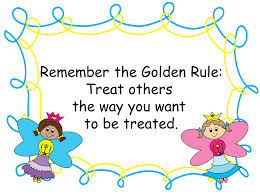 Remember the Golden Rule:
Treat others
the way you want
to be treated.